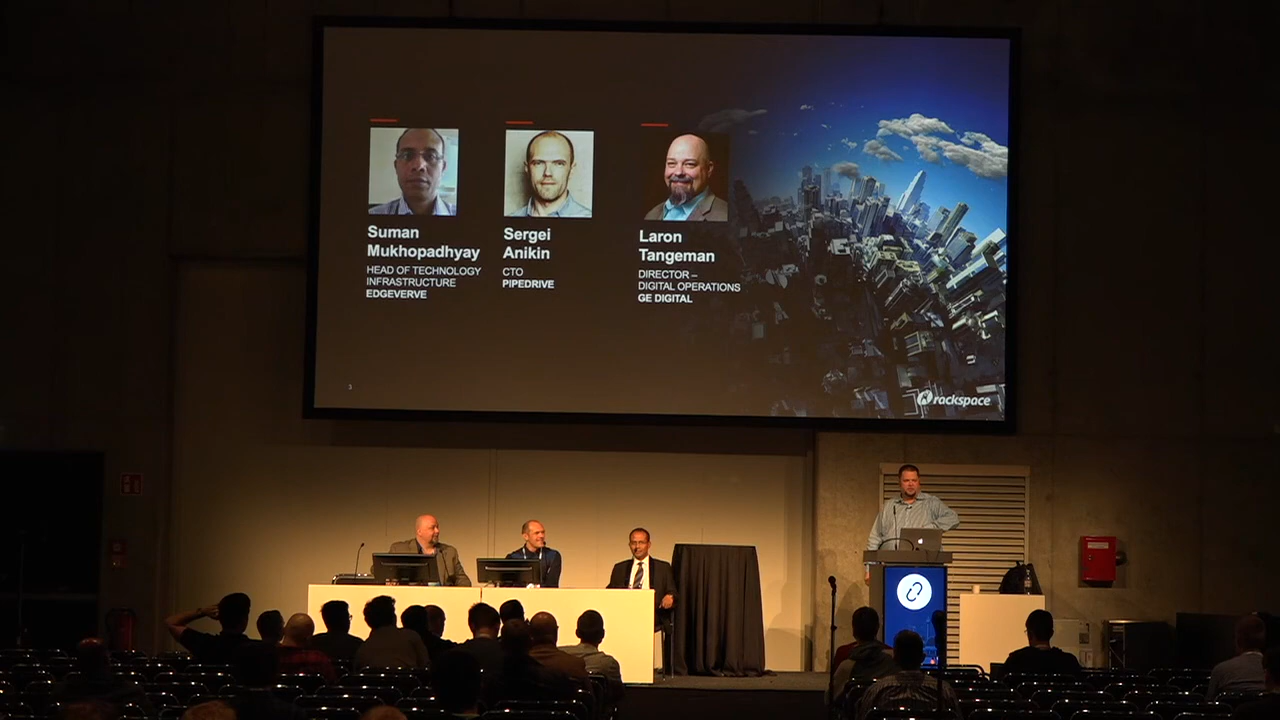 Suman
Mukhopadhyay
HEAD OF TECHNOLOGY
INFRASTRUCTURE
EDGEVERVE
Sergei
Anikin
CTO
PIPEDRIVE
Laron
Tangeman
DIRECTOR –
DIGITAL OPERATIONS
GE DIGITAL
3
rackspace